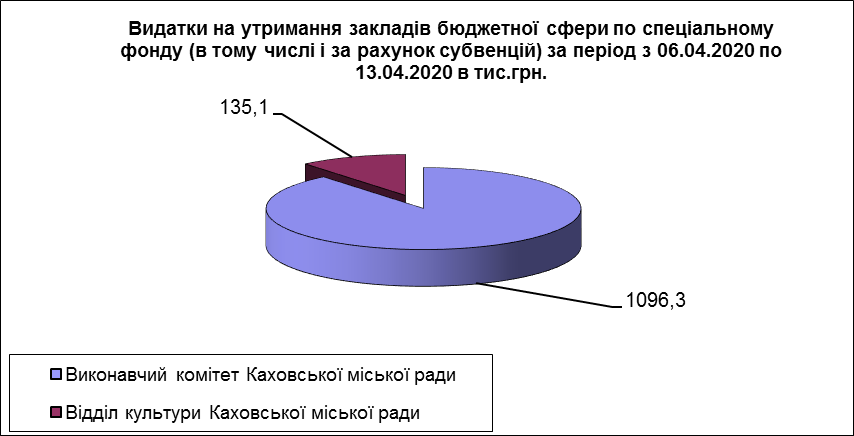 Видатки на утримання закладів бюджетної сфери по спеціальному
фонду (в тому числі і за рахунок субвенцій) за період з 06.04.2020 по
13.04.2020 в тис.грн.
135,1
1096,3
Виконавчий комітет Каховської міської ради
Відділ культури Каховської міської ради